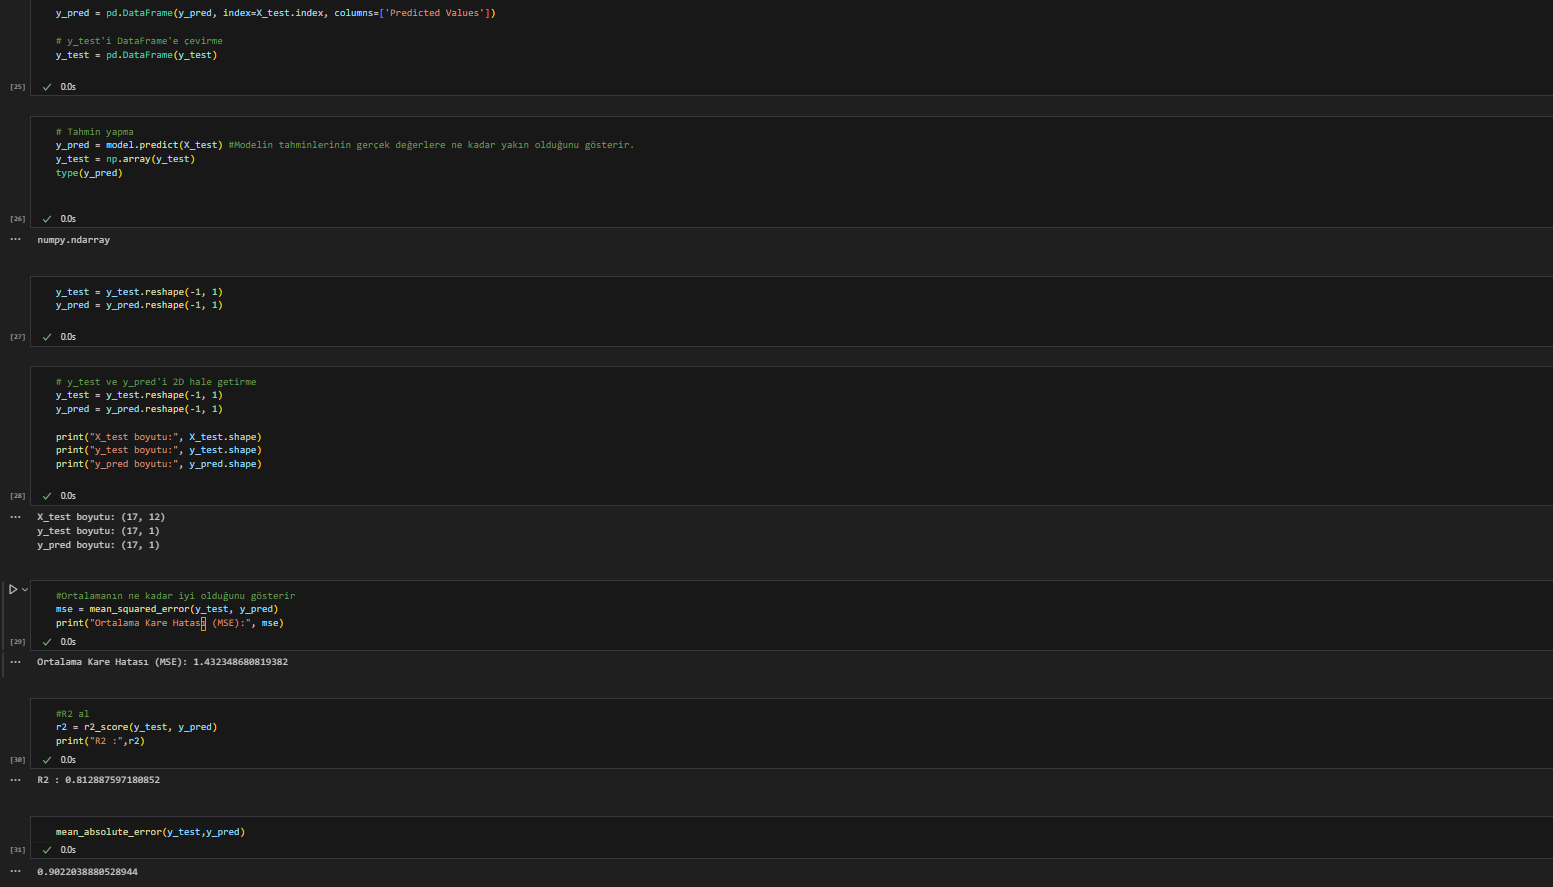 y_pred = pd.DataFrame(y_pred, index=X_test.index, columns=['Predicted Values'])
# y_test'i DataFrame'e çevirme
y_test = pd.DataFrame(y_test)
[25] ✓ 0.0s
# Tahmin yapma
y_pred = model.predict(X_test) #Modelin tahminlerinin gerçek değerlere ne kadar yakın olduğunu gösterir.
y_test = np.array(y_test)
type(y_pred)
[26] ✓ 0.0s
... numpy.ndarray
y_test = y_test.reshape(-1, 1)
y_pred = y_pred.reshape(-1, 1)
[27] ✓ 0.0s
# y_test ve y_pred'i 2D hale getirme
y_test = y_test.reshape(-1, 1)
y_pred = y_pred.reshape(-1, 1)
print("X_test boyutu:", X_test.shape)
print("y_test boyutu:", y_test.shape)
print("y_pred boyutu:", y_pred.shape)
[28] ✓ 0.0s
... X_test boyutu: (17, 12)
y_test boyutu: (17, 1)
y_pred boyutu: (17, 1)
#Ortalamanın ne kadar iyi olduğunu gösterir
mse = mean_squared_error(y_test, y_pred)
print("Ortalama Kare Hatası (MSE):", mse)
[29] ✓ 0.0s
... Ortalama Kare Hatası (MSE): 1.432348680819382
#R2 al
r2 = r2_score(y_test, y_pred)
print("R2 :",r2)
[30] ✓ 0.0s
... R2 : 0.812887597180852
mean_absolute_error(y_test,y_pred)
[31] ✓ 0.0s
... 0.9022038880528944